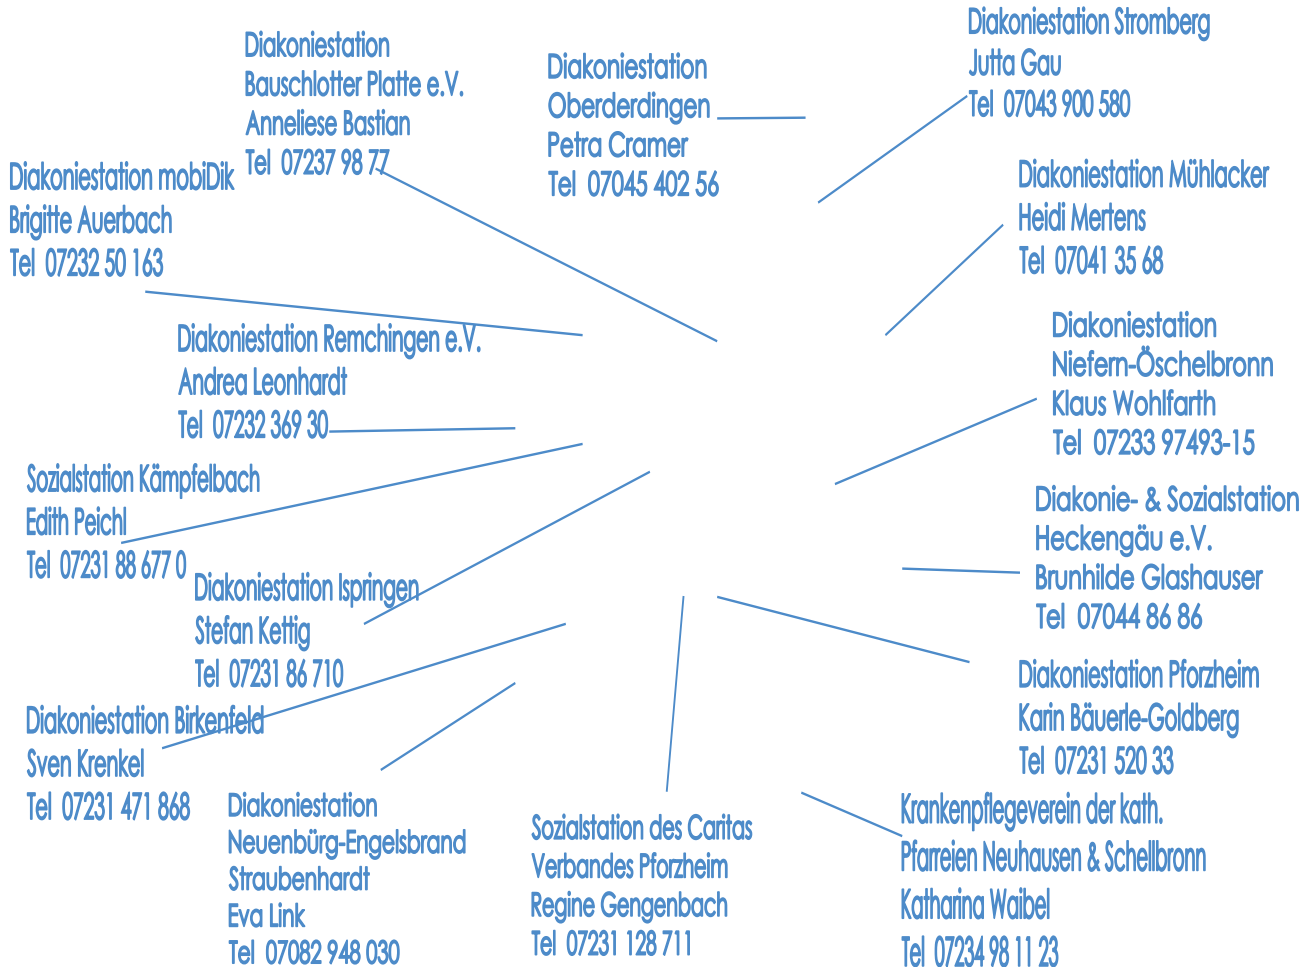 Diakoniestation Stromberg
Jutta Gau
Tel 07043 900 580
Diakoniestation
Bauschlotter Platte e.V.
Anneliese Bastian
Tel 07237 98 77
Diakoniestation
Oberderdingen
Petra Cramer
Tel 07045 402 56
Diakoniestation mobiDik
Brigitte Auerbach
Tel 07232 50 163
Diakoniestation Mühlacker
Heidi Mertens
Tel 07041 35 68
Diakoniestation Remchingen e.V.
Andrea Leonhardt
Tel 07232 369 30
Diakoniestation
Niefern-Öschelbronn
Klaus Wohlfarth
Tel 07233 97493-15
Sozialstation Kämpfelbach
Edith Peichl
Tel 07231 88 677 0
Diakonie- & Sozialstation
Heckengäu e.V.
Brunhilde Glashauser
Tel 07044 86 86
Diakoniestation Ispringen
Stefan Kettig
Tel 07231 86 710
Diakoniestation Pforzheim
Karin Bäuerle-Goldberg
Tel 07231 520 33
Diakoniestation Birkenfeld
Sven Krenkel
Tel 07231 471 868
Diakoniestation
Neuenbürg-Engelsbrand
Straubenhardt
Eva Link
Tel 07082 948 030
Sozialstation des Caritas
Verbandes Pforzheim
Regine Gengenbach
Tel 07231 128 711
Krankenpflegeverein der kath.
Pfarreien Neuhausen & Schellbronn
Katharina Waibel
Tel 07234 98 11 23